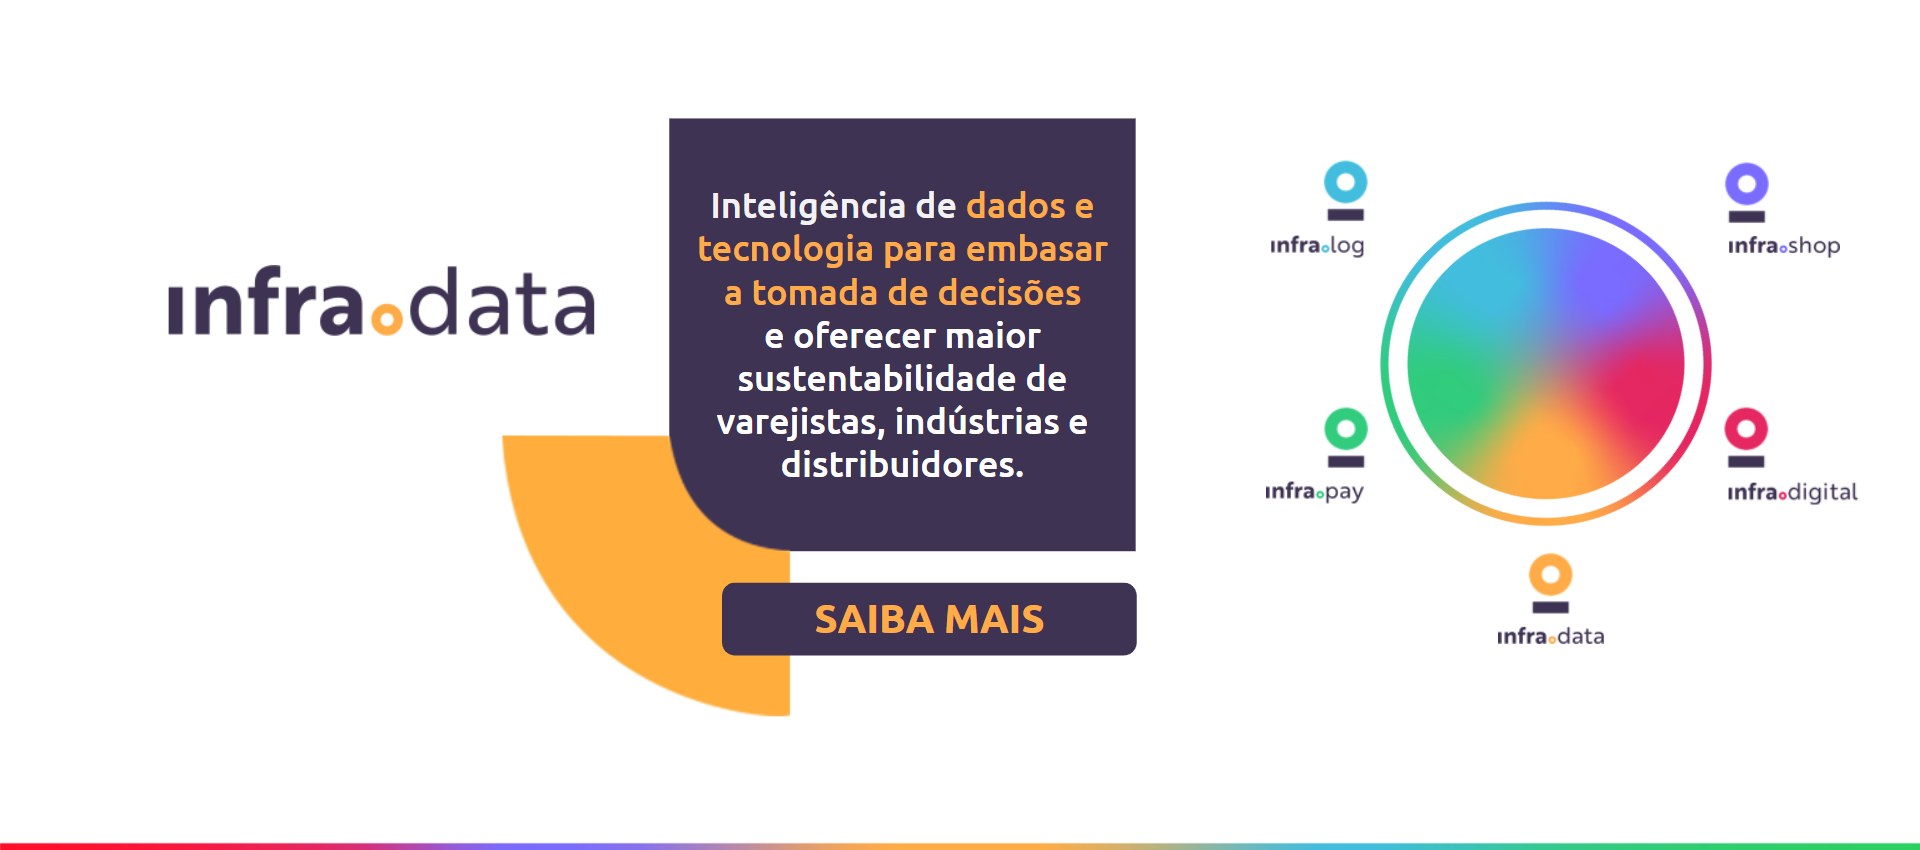 infra.data
Inteligência de dados e
tecnologia para embasar
a tomada de decisões
e oferecer maior
sustentabilidade de
varejistas, indústrias e
distribuidores.
SAIBA MAIS
infra.log
infra.shop
infra.pay
infra.digital
infra.data